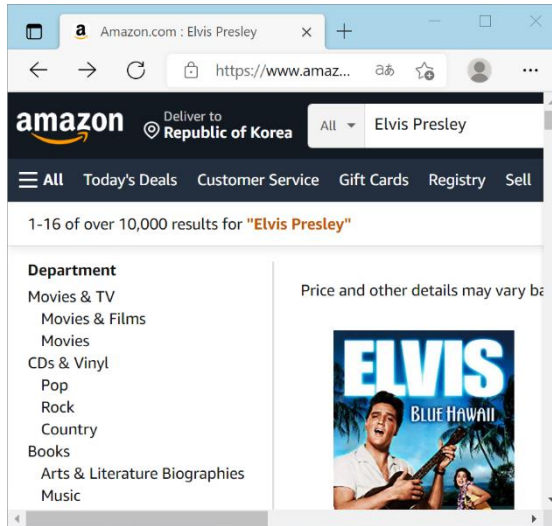 Amazon.com : Elvis Presley
https://www.amaz...
aあ
amazon
Deliver to
Republic of Korea
All
Elvis Presley
All Today's Deals Customer Service Gift Cards Registry Sell
1-16 of over 10,000 results for "Elvis Presley"
Department
Movies & TV
Movies & Films
Movies
CDs & Vinyl
Pop
Rock
Country
Books
Arts & Literature Biographies
Music
Price and other details may vary ba
ELVIS
BLUE HAWAII